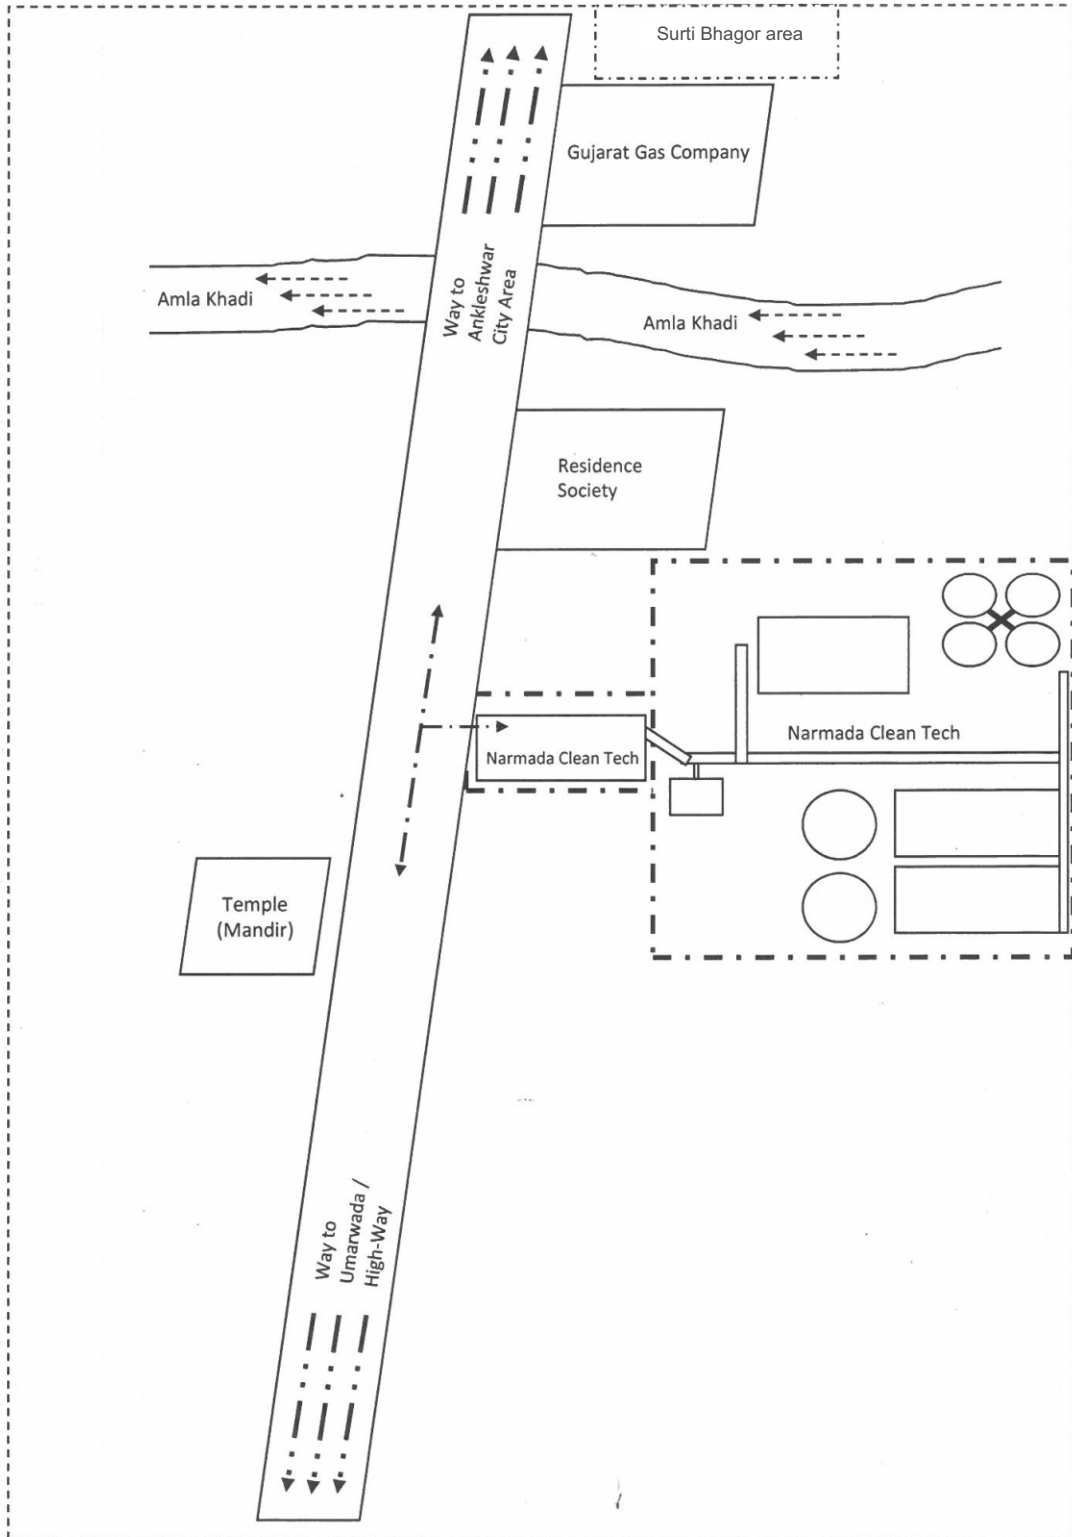 Surti Bhagor area
Gujarat Gas Company
Way to
Ankleshwar
City Area
Amla Khadi
Amla Khadi
Residence
Society
Narmada Clean Tech
Narmada Clean Tech
Temple
(Mandir)
Way to
Umarwada /
High-Way